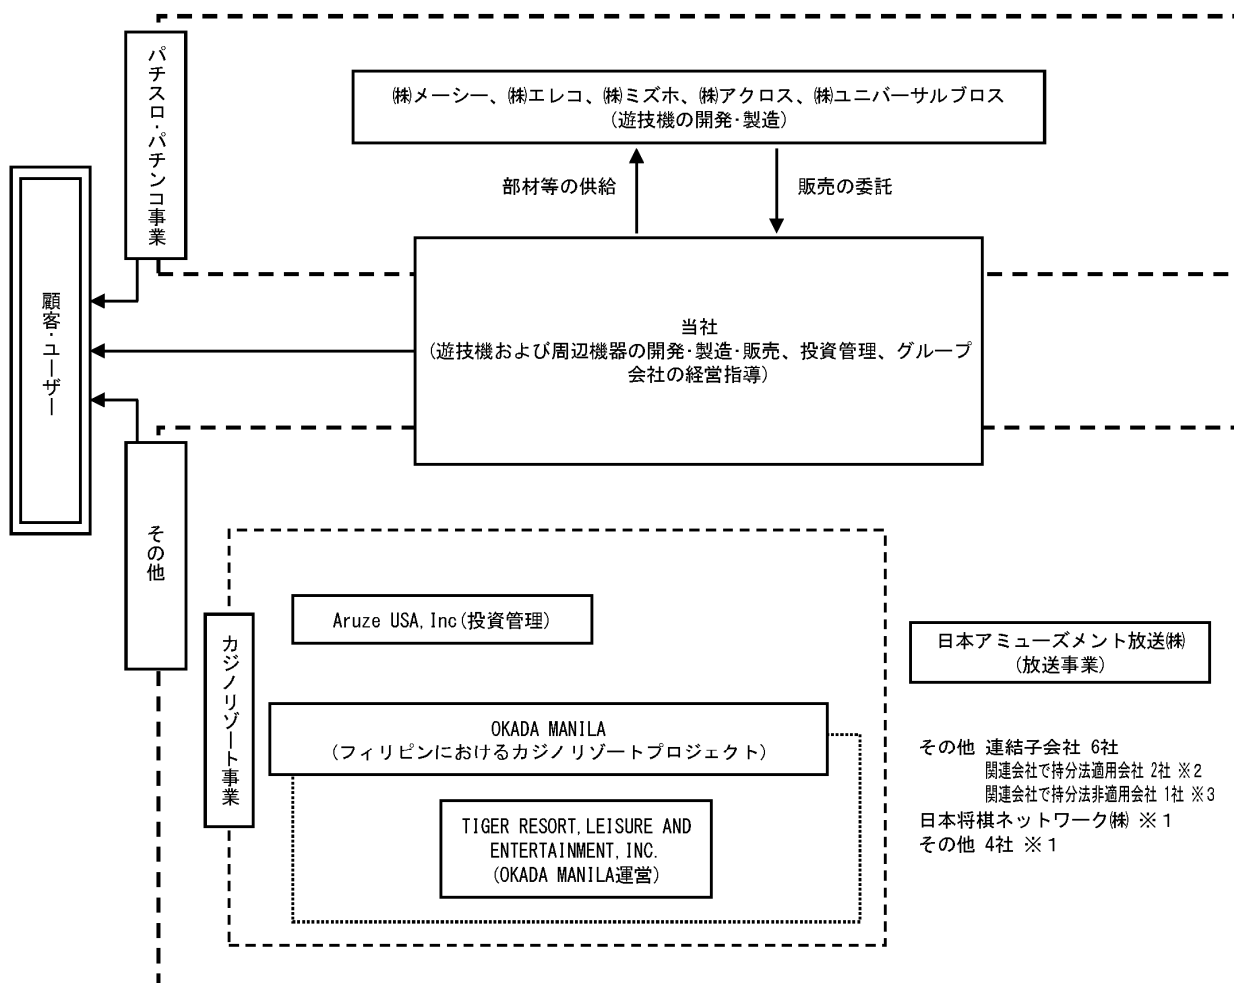 パチスロ・パチンコ事業
㈱メーシー、㈱エレコ、㈱ミズホ、㈱アクロス、㈱ユニバーサルブロス
(遊技機の開発・製造)
部材等の供給
販売の委託
顧客・ユーザー
当社
(遊技機および周辺機器の開発・製造・販売、投資管理、グループ
会社の経営指導)
その他
カジノリゾート事業
Aruze USA,Inc(投資管理)
OKADA MANILA
(フィリピンにおけるカジノリゾートプロジェクト)
TIGER RESORT,LEISURE AND
ENTERTAINMENT,INC.
(OKADA MANILA運営)
日本アミューズメント放送㈱
(放送事業)
その他 連結子会社 6社
関連会社で持分法適用会社 2社 ※2
関連会社で持分法非適用会社 1社 ※3
日本将棋ネットワーク㈱ ※1
その他 4社 ※1